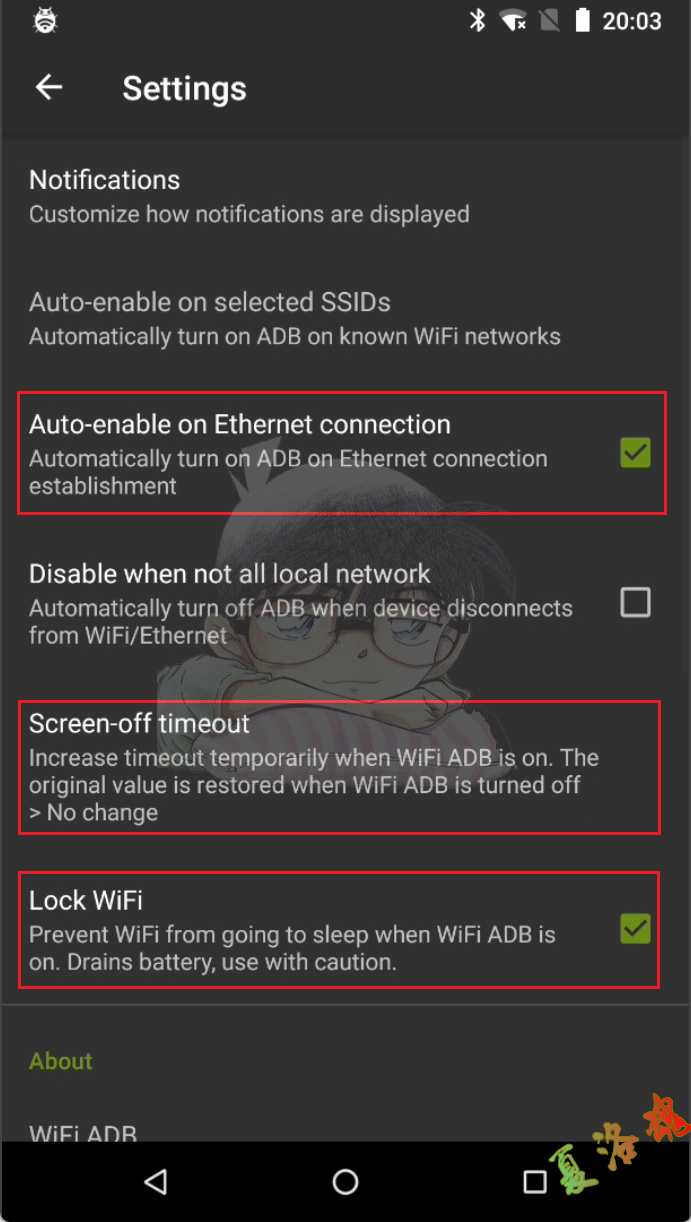 20:03
Settings
Notifications
Customize how notifications are displayed
Auto-enable on selected SSIDs
Automatically turn on ADB on known WiFi networks
Auto-enable on Ethernet connection
Automatically turn on ADB on Ethernet connection
establishment
Disable when not all local network
Automatically turn off ADB when device disconnects
from WiFi/Ethernet
Screen-off timeout
Increase timeout temporarily when WiFi ADB is on. The
original value is restored when WiFi ADB is turned off
> No change
Lock WiFi
Prevent WiFi from going to sleep when WiFi ADB is
on. Drains battery, use with caution.
About
WiFi ADB
夏洛魂